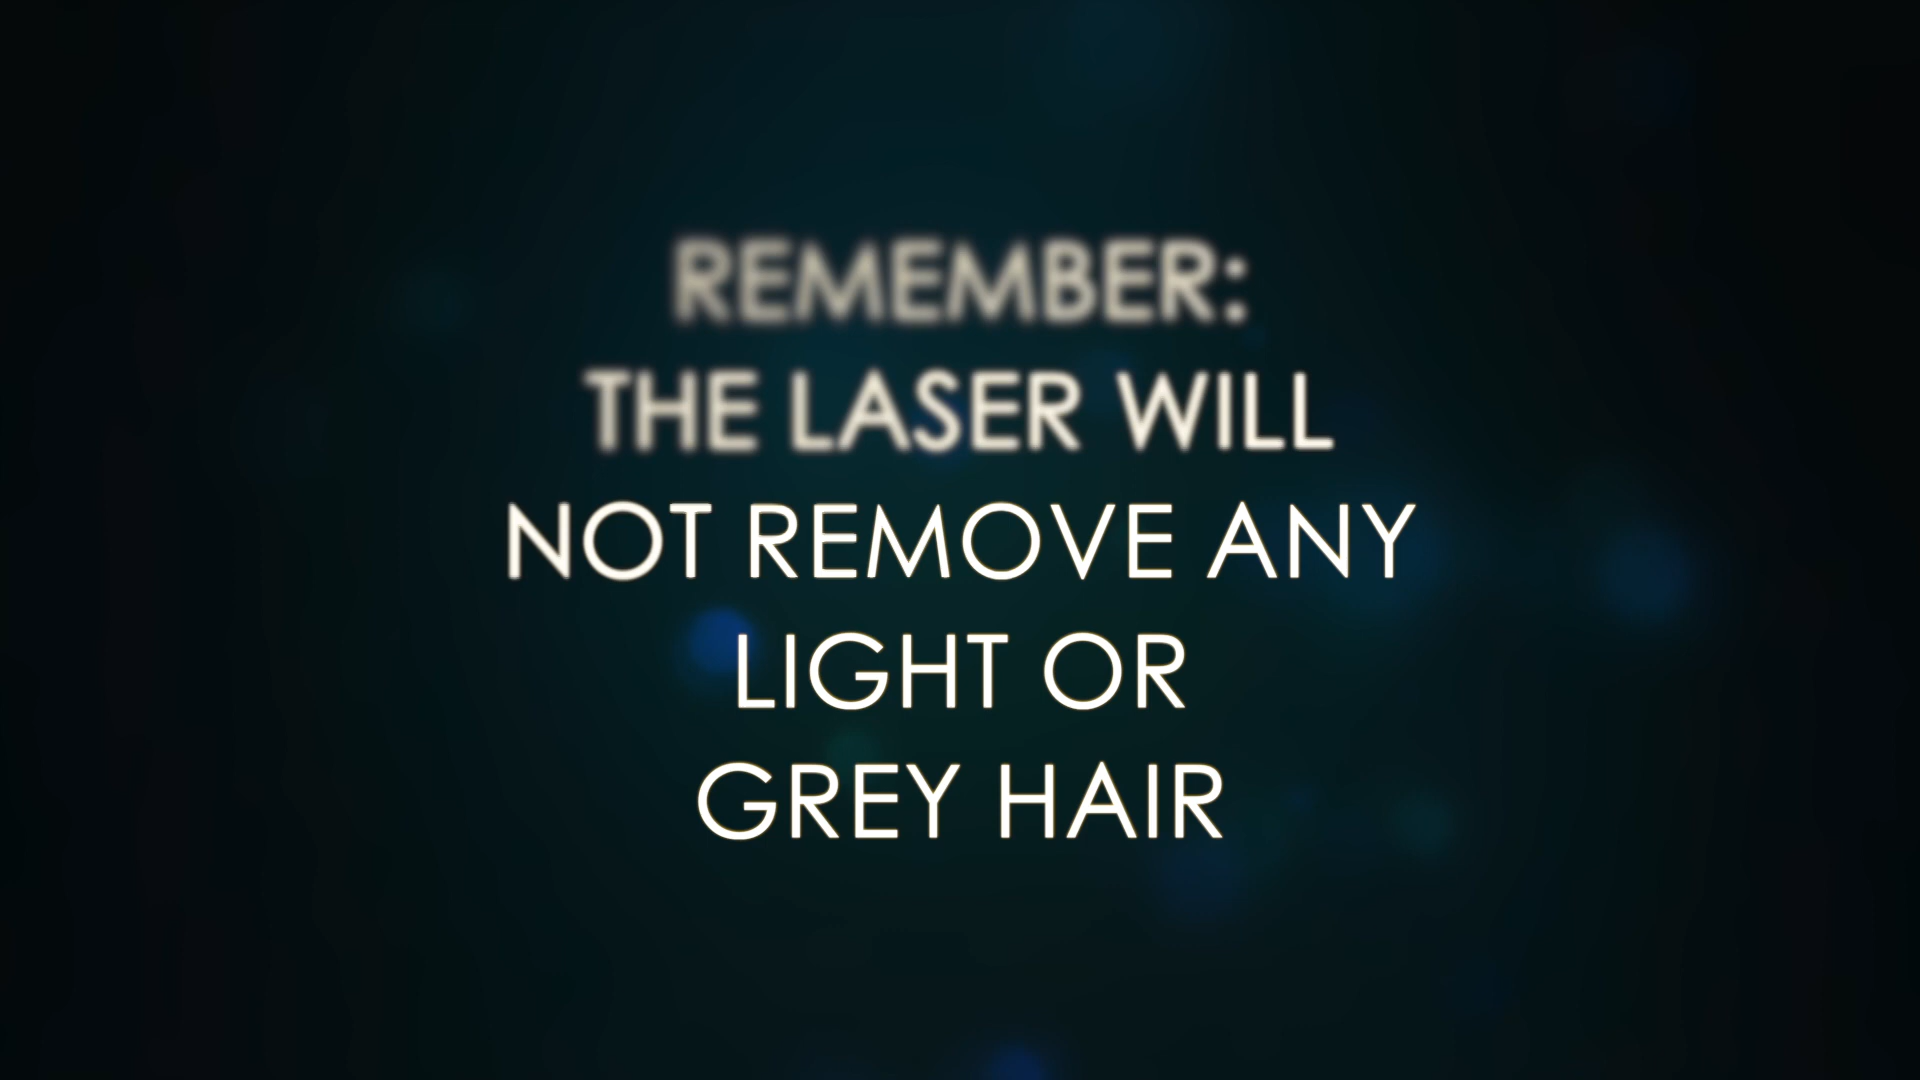 REMEMBER:
THE LASER WILL
NOT REMOVE ANY
LIGHT OR
GREY HAIR